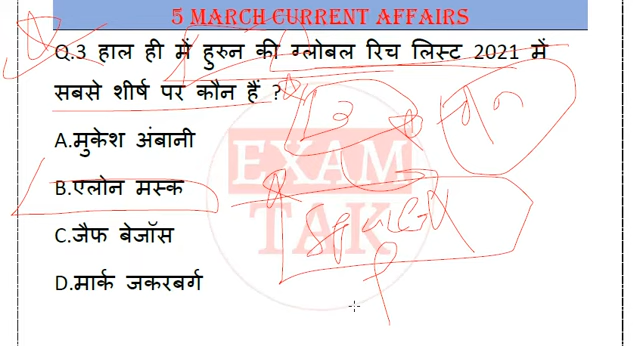 5 MARCH CURRENT AFFAIRS
Q.3 हाल ही में हुरुन की ग्लोबल रिच लिस्ट 2021 में
सबसे शीर्ष पर कौन हैं ?
A.मुकेश अंबानी
B.एलोन मस्क
C.जैफ बेजॉस
D.मार्क जकरबर्ग
EXAM
TAK